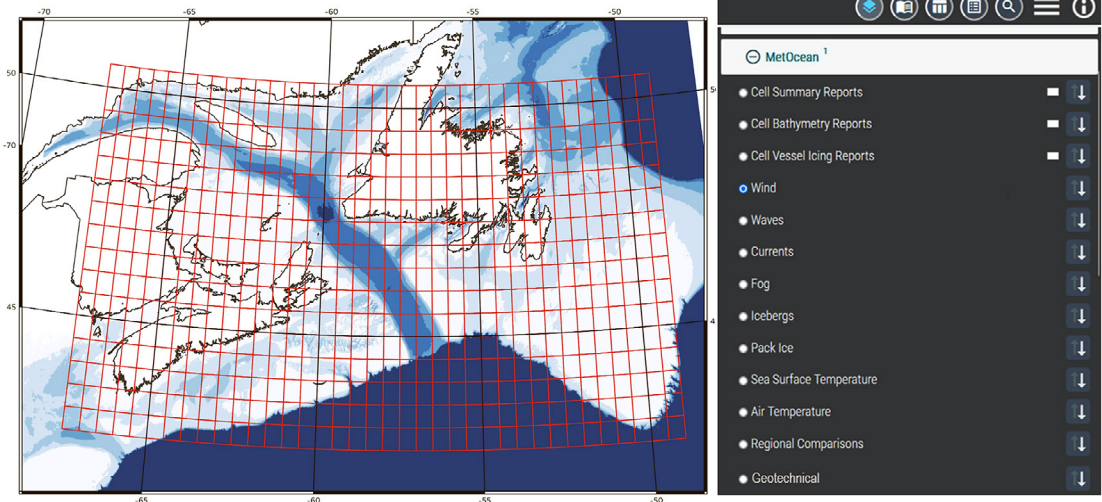 -70 -65 -60 -55 -50
50
5
-70
45
4
-65 -60 -55 -50
MetOcean 1
Cell Summary Reports
Cell Bathymetry Reports
Cell Vessel Icing Reports
Wind
Waves
Currents
Fog
Icebergs
Pack Ice
Sea Surface Temperature
Air Temperature
Regional Comparisons
Geotechnical